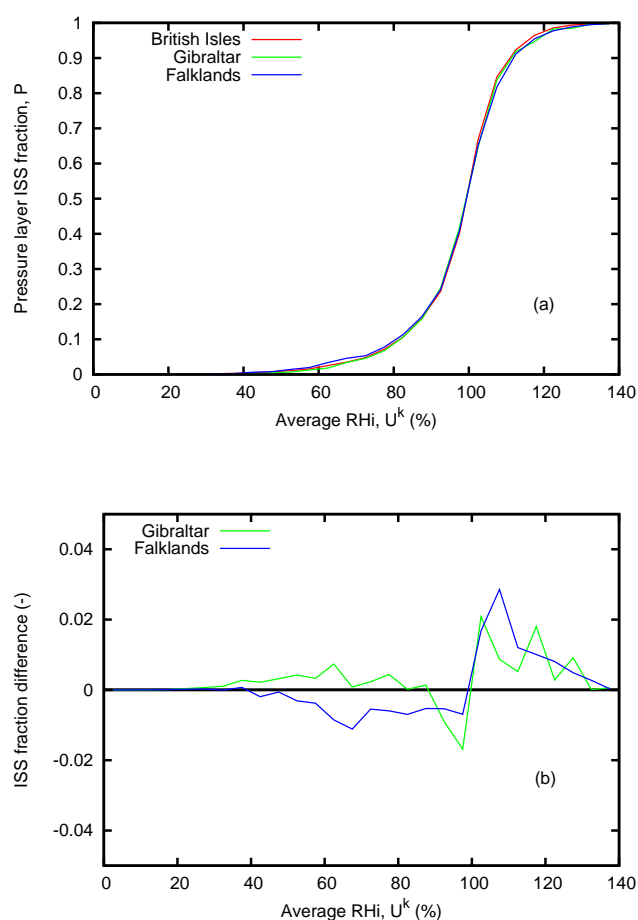 1
0.9
0.8
0.7
0.6
0.5
0.4
0.3
0.2
0.1
0
Pressure layer ISS fraction, P
British Isles
Gibraltar
Falklands
(a)
0 20 40 60 80 100 120 140
Average RHi, U^k (%)
0.04
0.02
0
-0.02
-0.04
ISS fraction difference (-)
Gibraltar
Falklands
(b)
0 20 40 60 80 100 120 140
Average RHi, U^k (%)